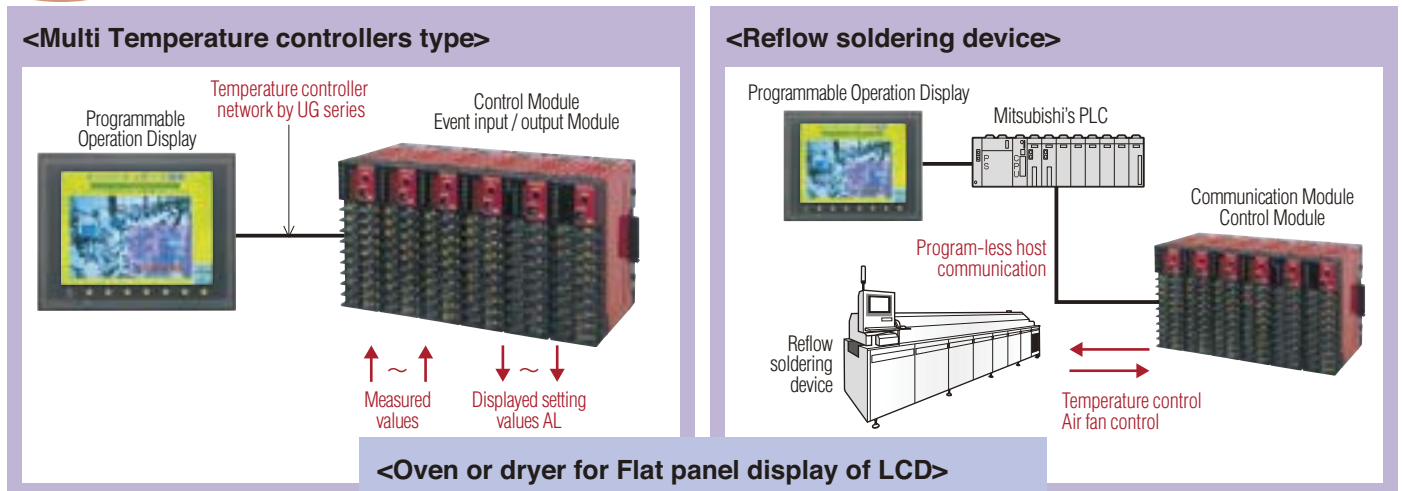 <Multi Temperature controllers type>
Programmable
Operation Display
Temperature controller
network by UG series
Control Module
Event input / output Module
~
~
Measured
values
Displayed setting
values AL
<Reflow soldering device>
Programmable Operation Display
Mitsubishi's PLC
PS
CPU
Communication Module
Control Module
Program-less host
communication
Reflow
soldering
device
Temperature control
Air fan control
<Oven or dryer for Flat panel display of LCD>